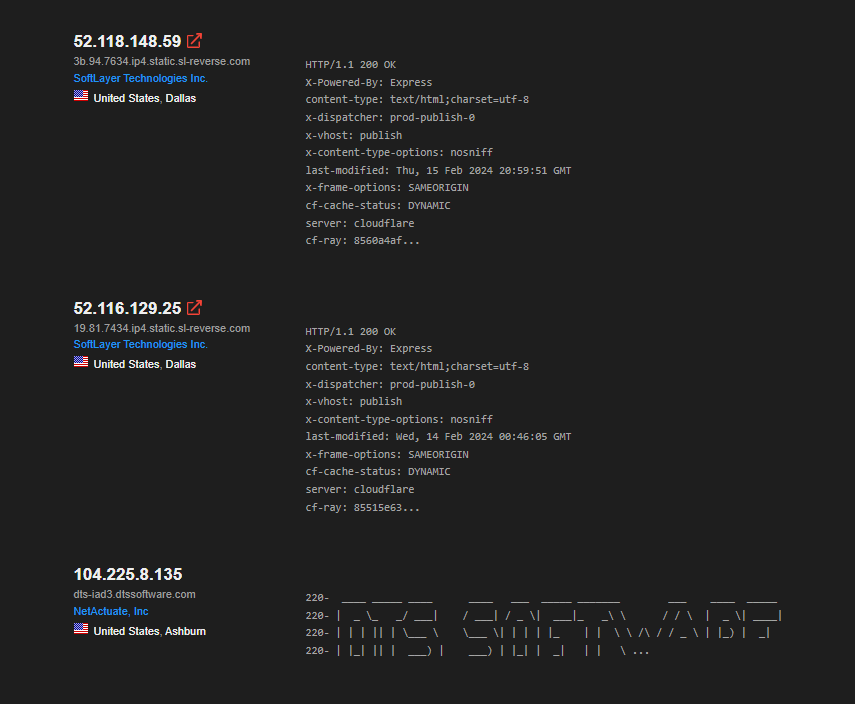 52.118.148.59
3b.94.7634.ip4.static.sl-reverse.com
SoftLayer Technologies Inc.
United States, Dallas
HTTP/1.1 200 OK
X-Powered-By: Express
content-type: text/html;charset=utf-8
x-dispatcher: prod-publish-0
x-vhost: publish
x-content-type-options: nosniff
last-modified: Thu, 15 Feb 2024 20:59:51 GMT
x-frame-options: SAMEORIGIN
cf-cache-status: DYNAMIC
server: cloudflare
cf-ray: 8560a4af...
52.116.129.25
19.81.7434.ip4.static.sl-reverse.com
SoftLayer Technologies Inc.
United States, Dallas
HTTP/1.1 200 OK
X-Powered-By: Express
content-type: text/html;charset=utf-8
x-dispatcher: prod-publish-0
x-vhost: publish
x-content-type-options: nosniff
last-modified: Wed, 14 Feb 2024 00:46:05 GMT
x-frame-options: SAMEORIGIN
cf-cache-status: DYNAMIC
server: cloudflare
cf-ray: 85515e63...
104.225.8.135
dts-iad3.dtssoftware.com
NetActuate, Inc
United States, Ashburn
220-  ____ _____ ____      ____   ___  _____ _______        ___    ____  _____
220- |  _ \_   _/ ___|    / ___| / _ \|  ___|_   _\ \      / / \  |  _ \| ____|
220- | | | || | \___ \    \___ \| | | | |_    | |  \ \ /\ / / _ \ | |_) |  _|
220- | |_| || |  ___) |    ___) | |_| |  _|   | |   \ ...